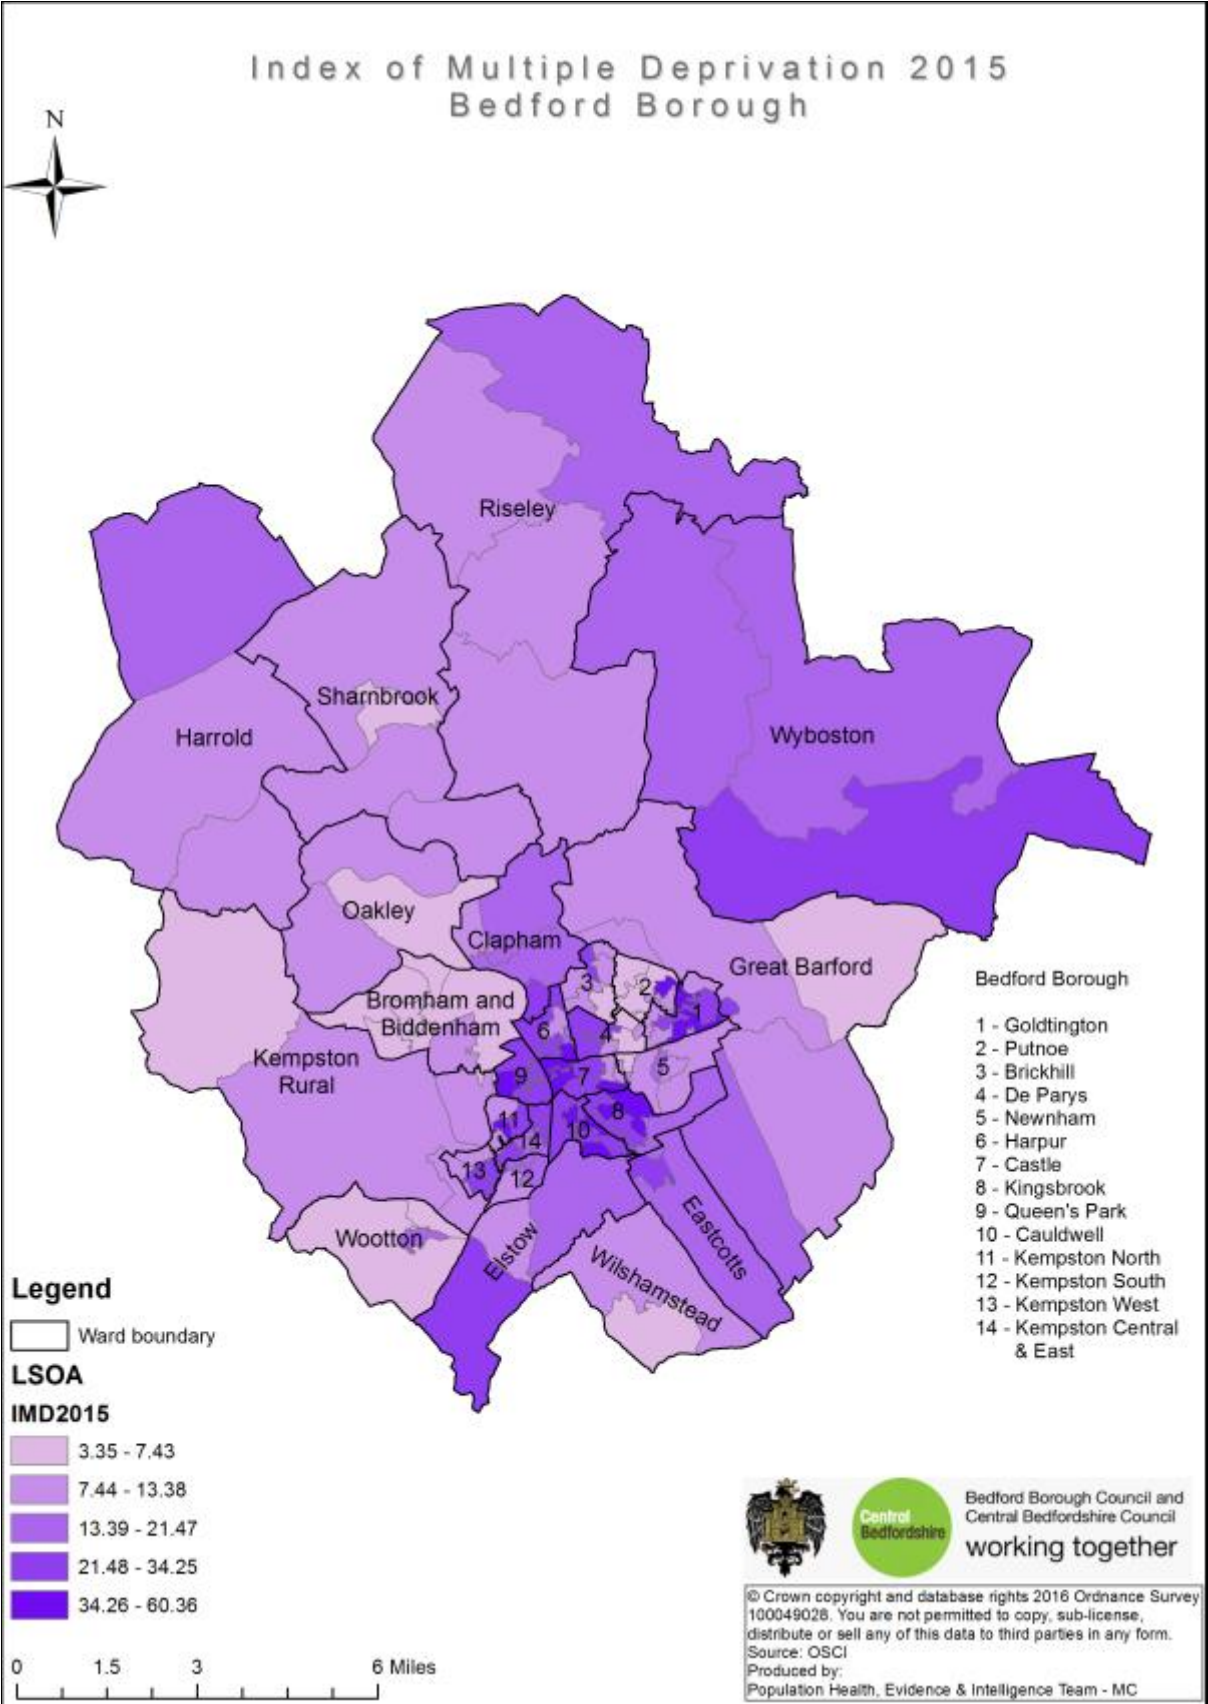 Index of Multiple Deprivation 2015
Bedford Borough
N
Riseley
Sharnbrook
Harrold
Wyboston
Oakley
Clapham
Great Barford
Bromham and
Biddenham
Kempston
Rural
3
2
1
6
4
5
9
7
8
11
10
14
13
12
Wootton
Elstow
Eastcotts
Wilshamstead
Bedford Borough
1 - Goldtington
2 - Putnoe
3 - Brickhill
4 - De Parys
5 - Newnham
6 - Harpur
7 - Castle
8 - Kingsbrook
9 - Queen's Park
10 - Cauldwell
11 - Kempston North
12 - Kempston South
13 - Kempston West
14 - Kempston Central
& East
Legend
Ward boundary
LSOA
IMD2015
3.35 - 7.43
7.44 - 13.38
13.39 - 21.47
21.48 - 34.25
34.26 - 60.36
0 1.5 3 6 Miles
Central
Bedfordshire
Bedford Borough Council and
Central Bedfordshire Council
working together
© Crown copyright and database rights 2016 Ordnance Survey
100049028. You are not permitted to copy, sub-license,
distribute or sell any of this data to third parties in any form.
Source: OSCI
Produced by:
Population Health, Evidence & Intelligence Team - MC